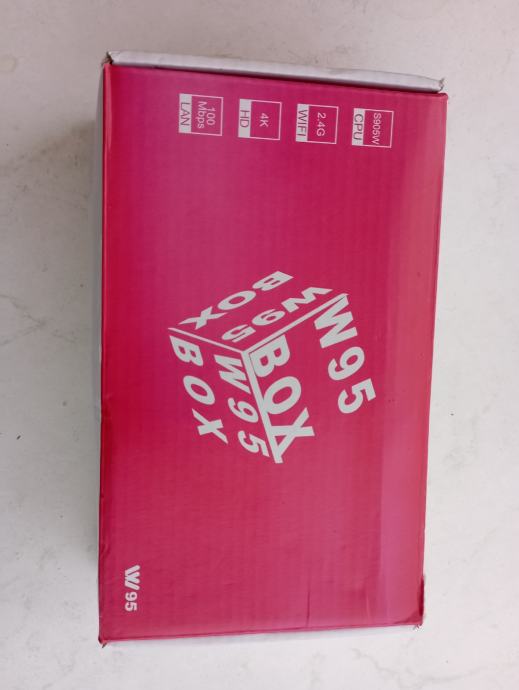 S905W
CPU
2.4G
WIFI
4K
HD
100
Mbps
LAN
W95
BOX
W95
BOX
W95
BOX
W95